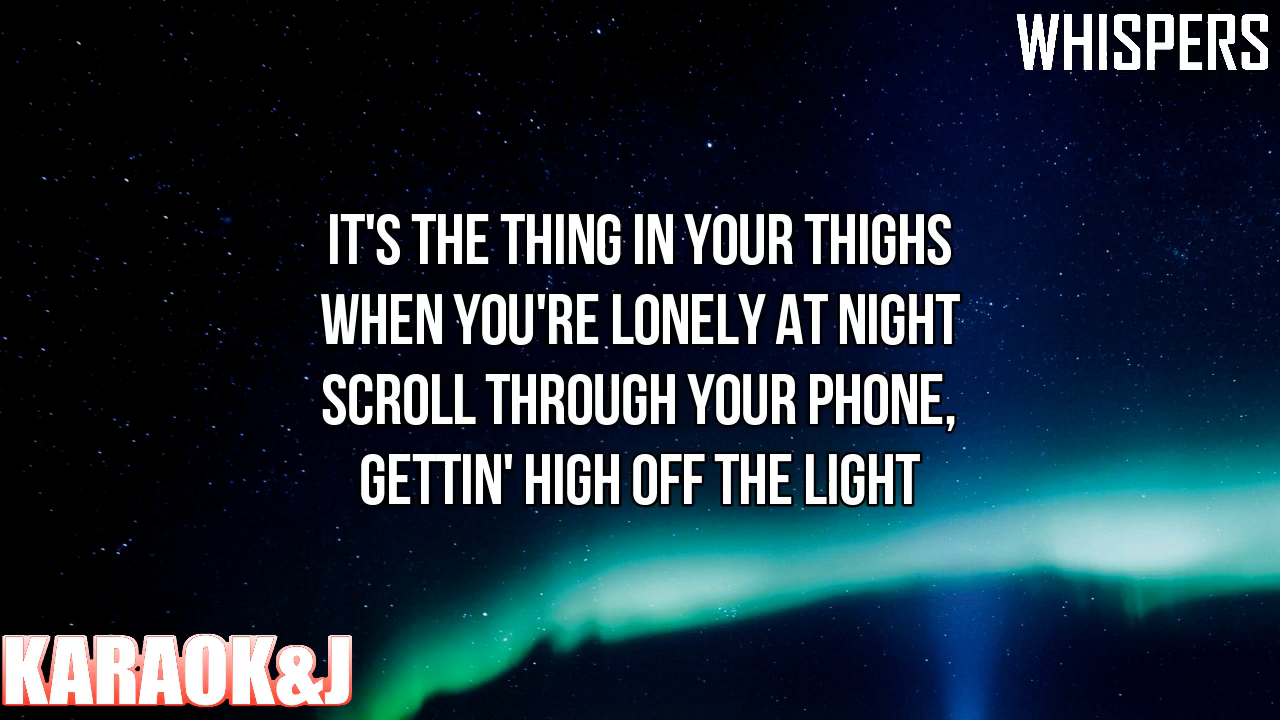 WHISPERS
IT'S THE THING IN YOUR THIGHS
WHEN YOU'RE LONELY AT NIGHT
SCROLL THROUGH YOUR PHONE,
GETTIN' HIGH OFF THE LIGHT
KARAOK&J